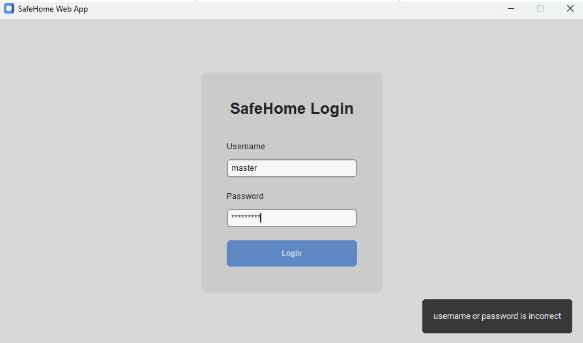 SafeHome Web App
SafeHome Login
Username
master
Password
*********
Login
username or password is incorrect